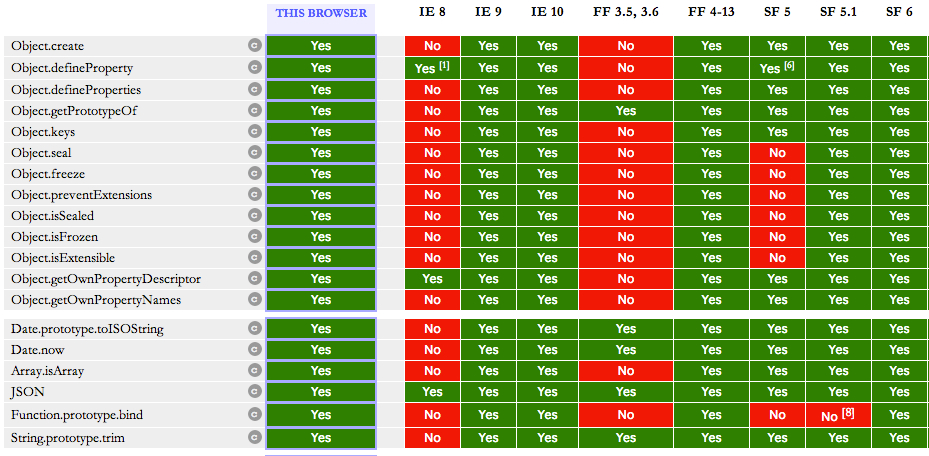 THIS BROWSER IE 8 IE 9 IE 10 FF 3.5, 3.6 FF 4-13 SF 5 SF 5.1 SF 6
Object.create c Yes No Yes Yes No Yes Yes Yes Yes
Object.defineProperty c Yes Yes [1] Yes Yes No Yes Yes [6] Yes Yes
Object.defineProperties c Yes No Yes Yes No Yes Yes Yes Yes
Object.getPrototypeOf c Yes No Yes Yes Yes Yes Yes Yes Yes
Object.keys c Yes No Yes Yes No Yes Yes Yes Yes
Object.seal c Yes No Yes Yes No Yes No Yes Yes
Object.freeze c Yes No Yes Yes No Yes No Yes Yes
Object.preventExtensions c Yes No Yes Yes No Yes No Yes Yes
Object.isSealed c Yes No Yes Yes No Yes No Yes Yes
Object.isFrozen c Yes No Yes Yes No Yes No Yes Yes
Object.isExtensible c Yes No Yes Yes No Yes No Yes Yes
Object.getOwnPropertyDescriptor c Yes Yes Yes Yes No Yes Yes Yes Yes
Object.getOwnPropertyNames c Yes No Yes Yes No Yes Yes Yes Yes
Date.prototype.toISOString c Yes No Yes Yes Yes Yes Yes Yes Yes
Date.now c Yes No Yes Yes Yes Yes Yes Yes Yes
Array.isArray c Yes No Yes Yes No Yes Yes Yes Yes
JSON c Yes Yes Yes Yes Yes Yes Yes Yes Yes
Function.prototype.bind c Yes No Yes Yes No Yes No No [8] Yes
String.prototype.trim c Yes No Yes Yes Yes Yes Yes Yes Yes